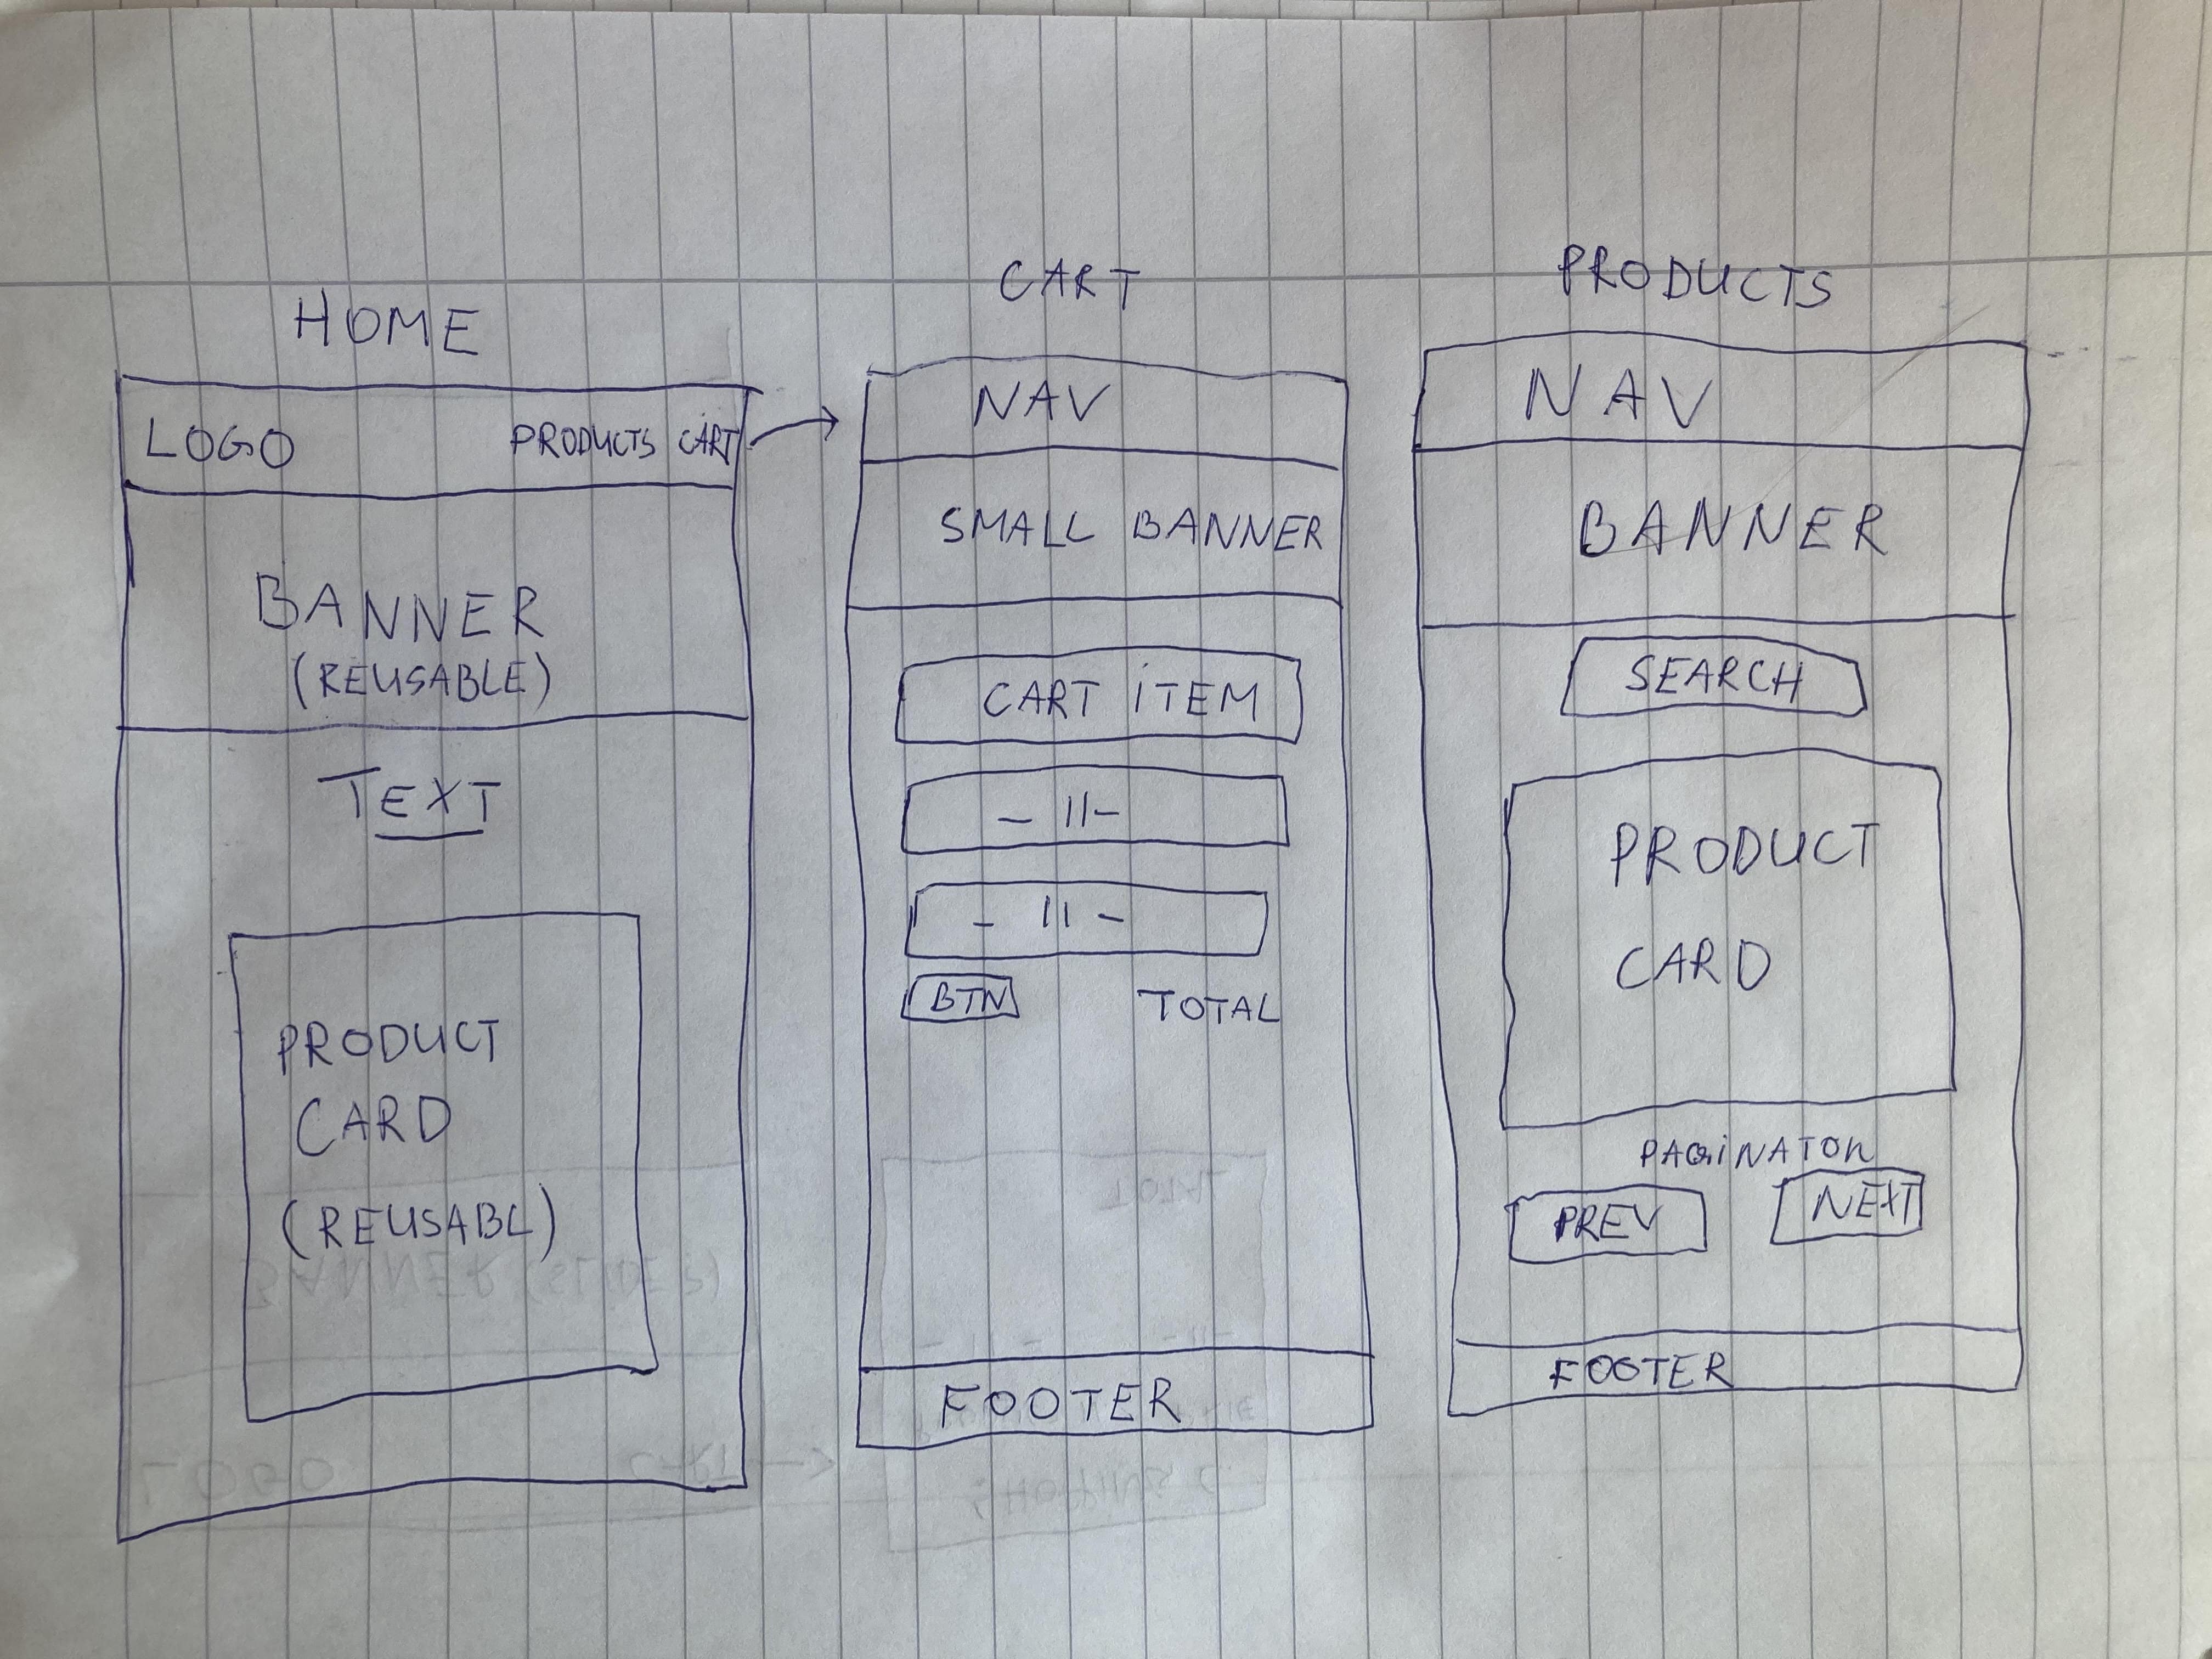 HOME
LOGO PRODUCTS CART
BANNER
(REUSABLE)
TEXT
PRODUCT
CARD
(REUSABL)
CART
NAV
SMALL BANNER
CART ITEM
- 11-
- 11 -
BTN TOTAL
FOOTER
PRODUCTS
NAV
BANNER
SEARCH
PRODUCT
CARD
PAGINATOR
PREV NEXT
FOOTER